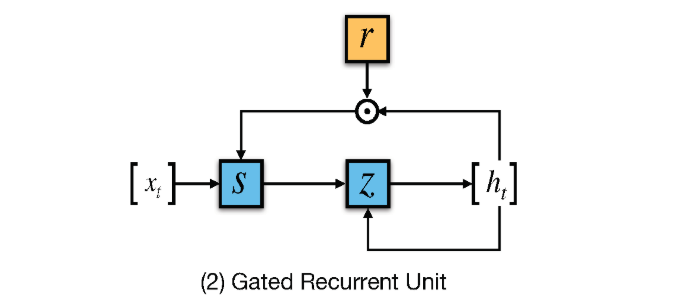 r
[x_t] s z [h_t]
(2) Gated Recurrent Unit